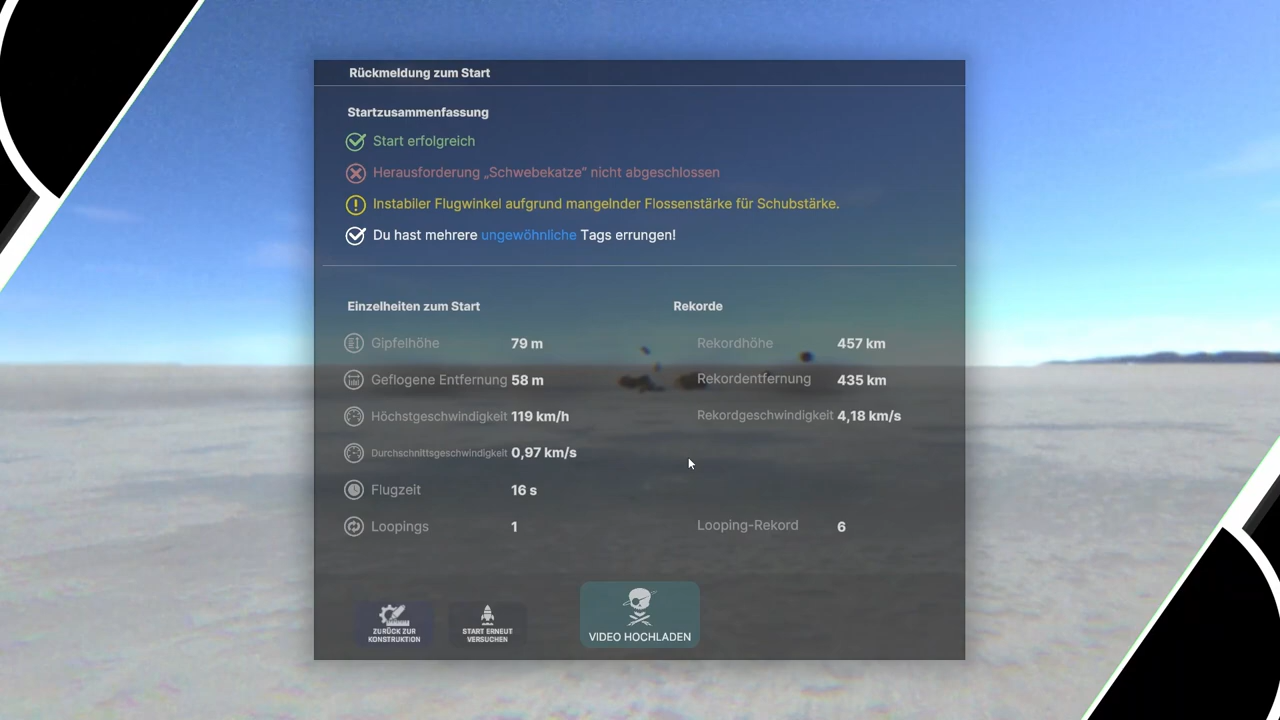 Rückmeldung zum Start
Startzusammenfassung
Start erfolgreich
Herausforderung „Schwebekatze” nicht abgeschlossen
Instabiler Flugwinkel aufgrund mangelnder Flossenstärke für Schubstärke.
Du hast mehrere ungewöhnliche Tags errungen!
Einzelheiten zum Start
Gipfelhöhe 79 m
Geflogene Entfernung 58 m
Höchstgeschwindigkeit 119 km/h
Durchschnittsgeschwindigkeit 0,97 km/s
Flugzeit 16 s
Loopings 1
Rekorde
Rekordhöhe 457 km
Rekordentfernung 435 km
Rekordgeschwindigkeit 4,18 km/s
Looping-Rekord 6
ZURÜCK ZUR
KONSTRUKTION
START ERNEUT
VERSUCHEN
VIDEO HOCHLADEN